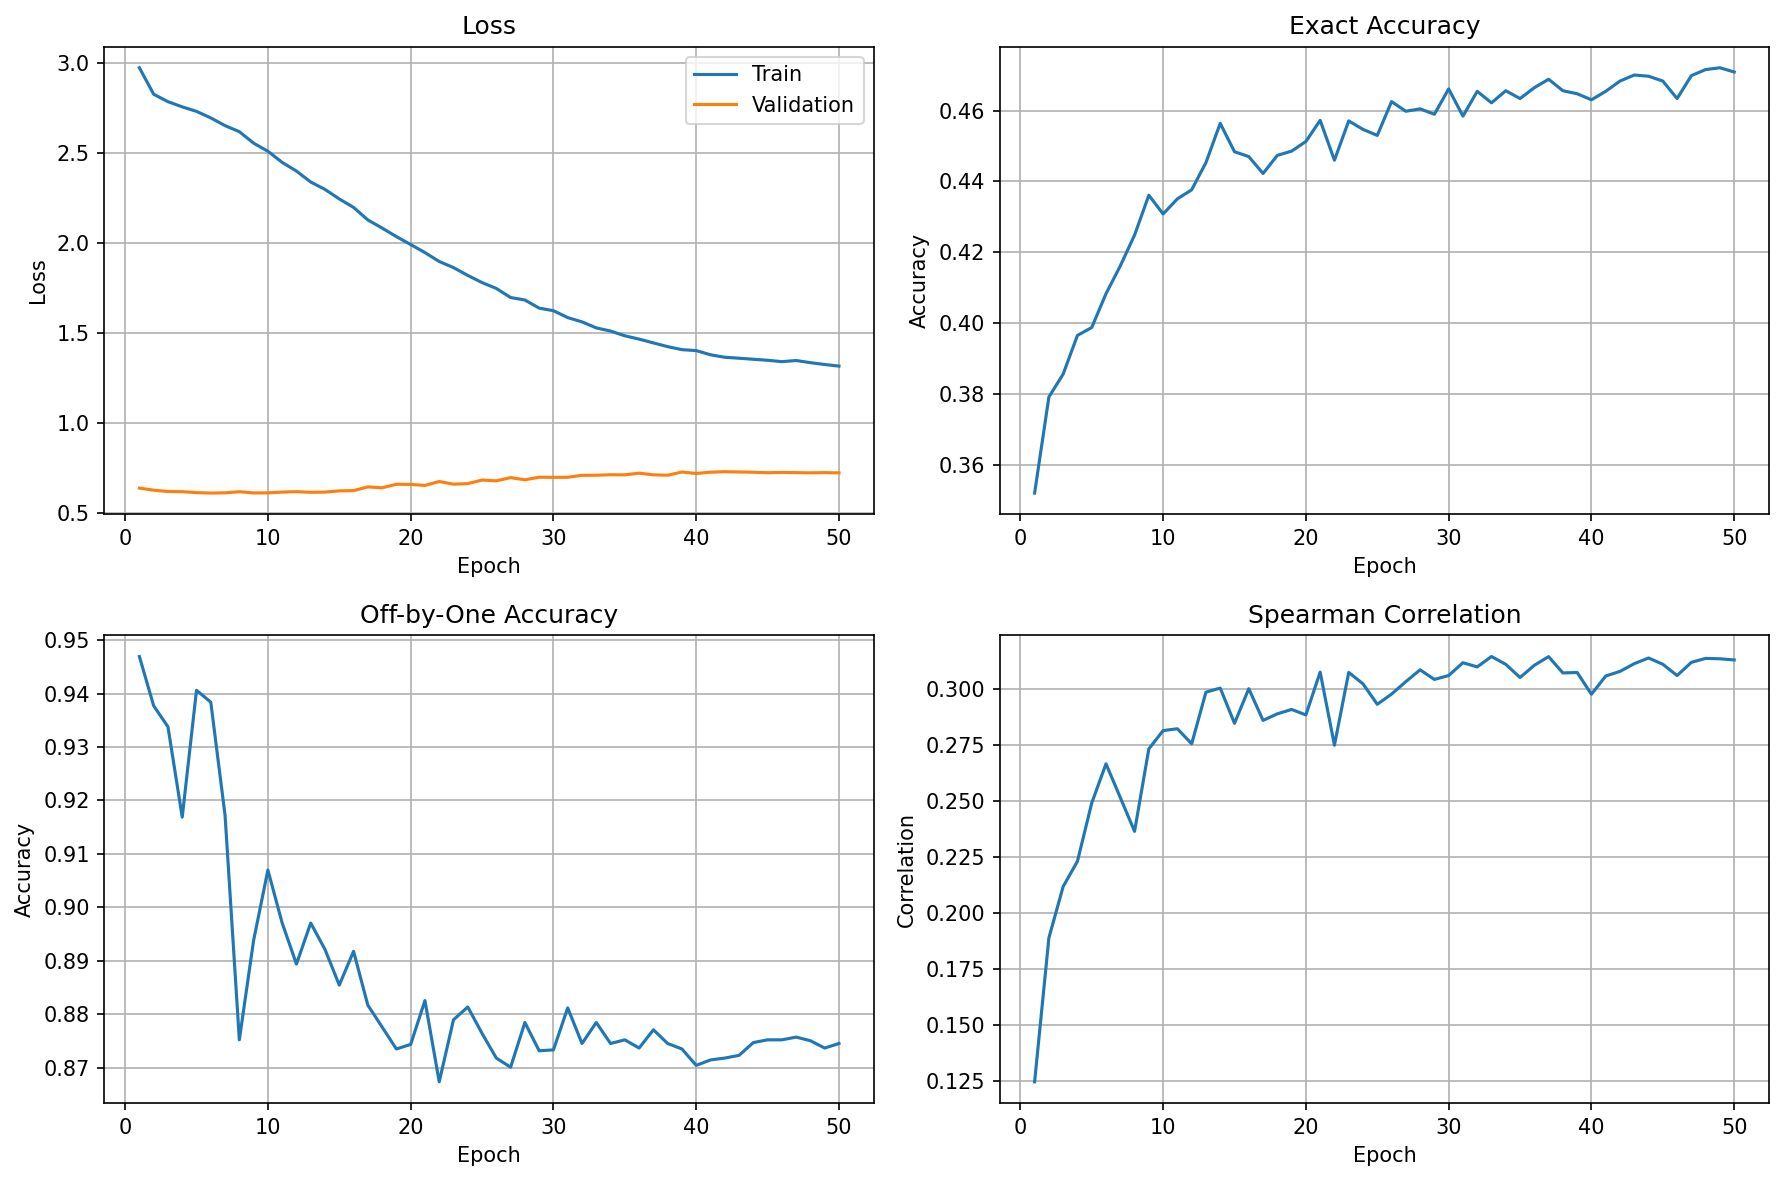 Loss
3.0
2.5
2.0
1.5
1.0
0.5
Loss
Train
Validation
0 10 20 30 40 50
Epoch
Exact Accuracy
0.46
0.44
0.42
0.40
0.38
0.36
Accuracy
0 10 20 30 40 50
Epoch
Off-by-One Accuracy
0.95
0.94
0.93
0.92
0.91
0.90
0.89
0.88
0.87
Accuracy
0 10 20 30 40 50
Epoch
Spearman Correlation
0.300
0.275
0.250
0.225
0.200
0.175
0.150
0.125
Correlation
0 10 20 30 40 50
Epoch